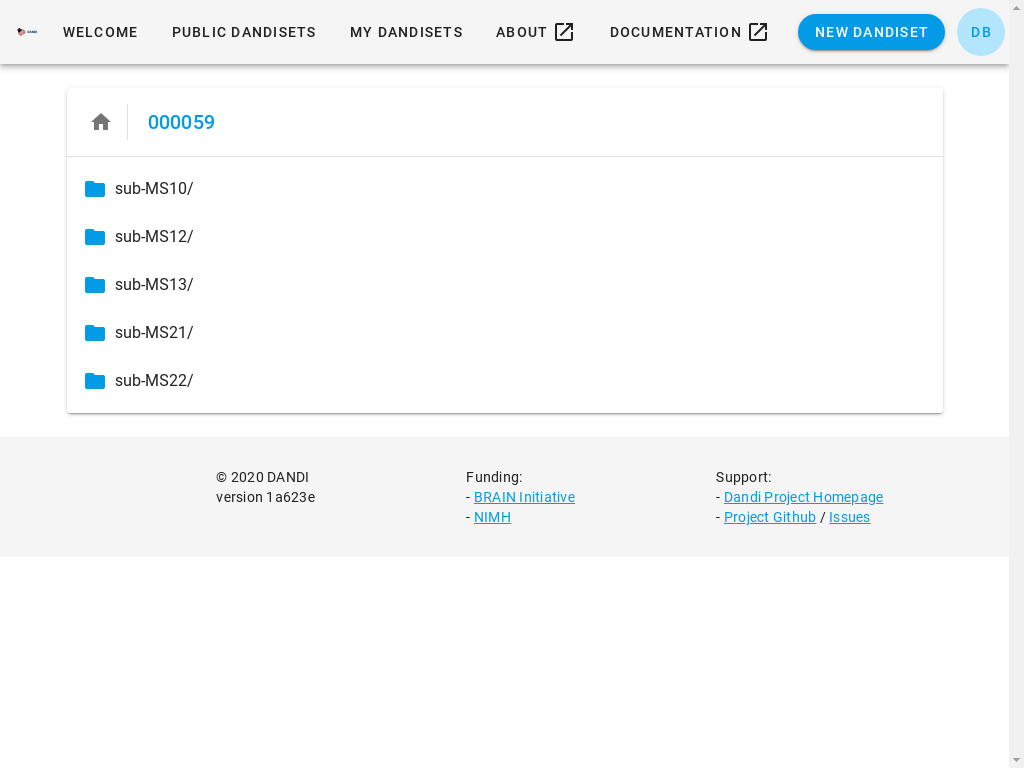 WELCOME PUBLIC DANDISETS MY DANDISETS ABOUT DOCUMENTATION NEW DANDISET DB
000059
sub-MS10/
sub-MS12/
sub-MS13/
sub-MS21/
sub-MS22/
© 2020 DANDI
version 1a623e
Funding:
- BRAIN Initiative
- NIMH
Support:
- Dandi Project Homepage
- Project Github / Issues